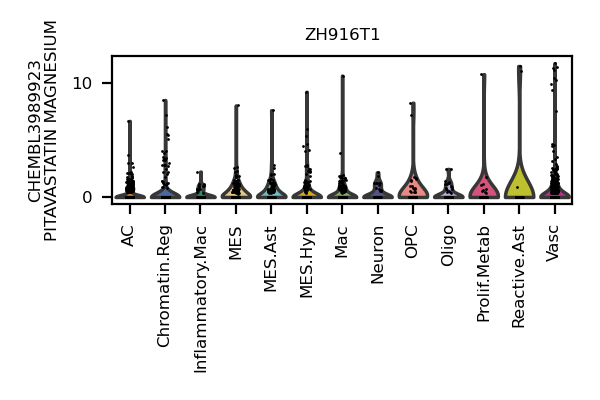 ZH916T1
CHEMBL3989923
PITAVASTATIN MAGNESIUM
10
0
AC
Chromatin.Reg
Inflammatory.Mac
MES
MES.Ast
MES.Hyp
Mac
Neuron
OPC
Oligo
Prolif.Metab
Reactive.Ast
Vasc